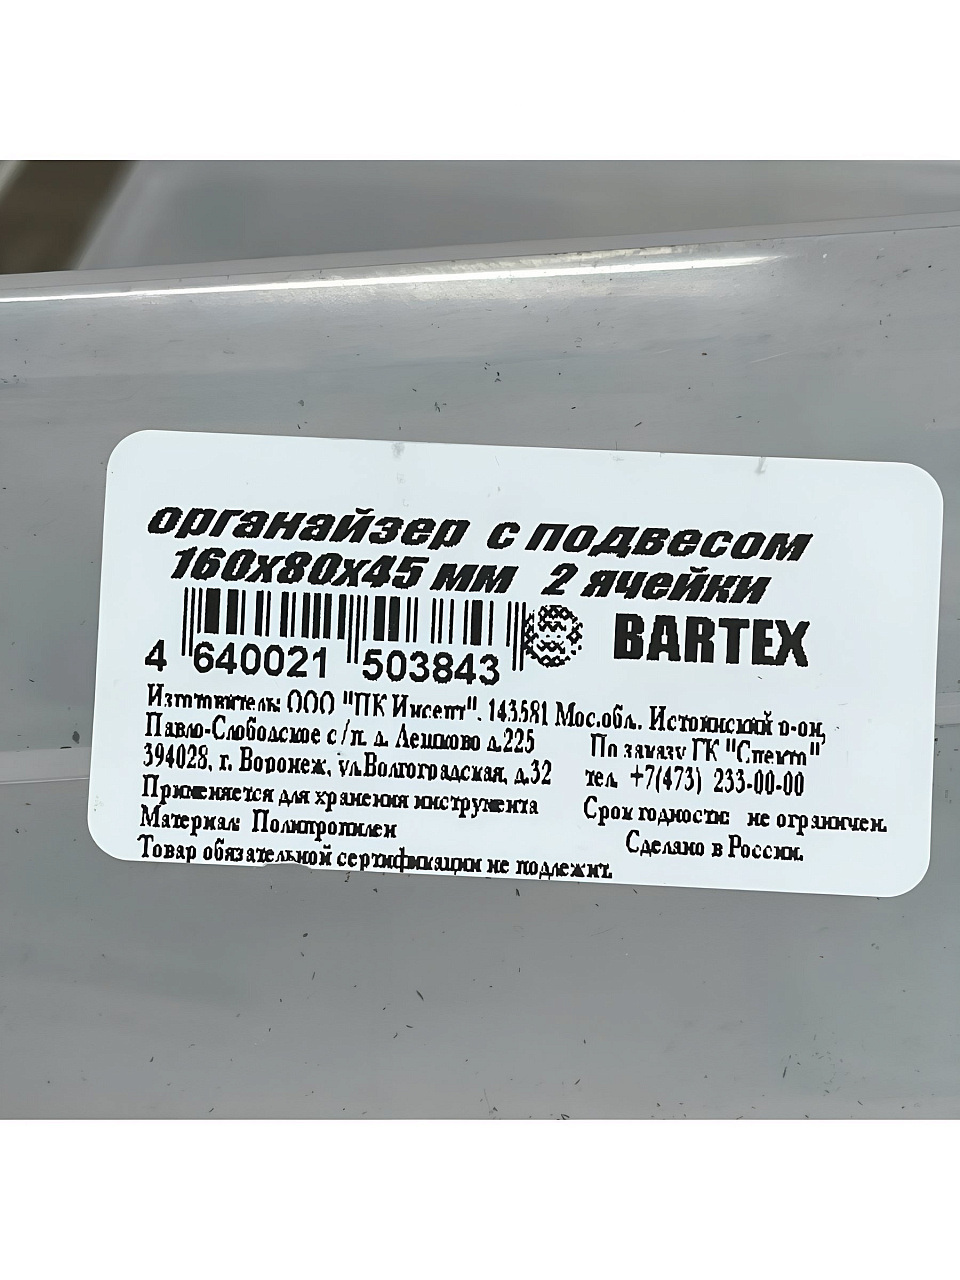 органайзер с подвесом
160x80x45 мм 2 ячейки
BARTEX
4 640021 503843
Изготовитель: ООО "ПК Инсепт". 143581 Мос.обл. Истринский р-он,
Павло-Слободское с/п. д. Лешково д.225
По заказу ГК "Спектр"
394028, г. Воронеж, ул.Волгоградская, д.32
тел. +7(473) 233-00-00
Применяется для хранения инструмента
Срок годности: не ограничен.
Материал: Полипропилен
Сделано в России.
Товар обязательной сертификации не подлежит.